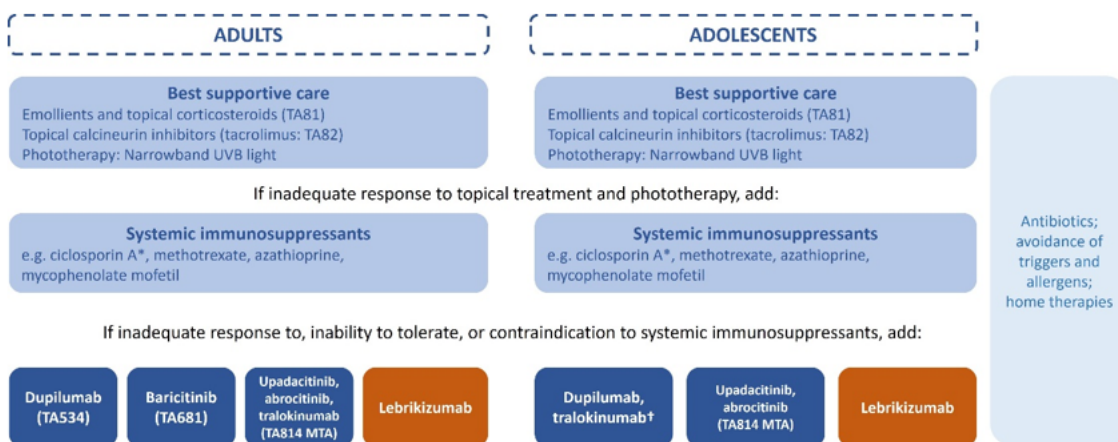 ADULTS
ADOLESCENTS
Best supportive care
Emollients and topical corticosteroids (TA81)
Topical calcineurin inhibitors (tacrolimus: TA82)
Phototherapy: Narrowband UVB light
Best supportive care
Emollients and topical corticosteroids (TA81)
Topical calcineurin inhibitors (tacrolimus: TA82)
Phototherapy: Narrowband UVB light
If inadequate response to topical treatment and phototherapy, add:
Systemic immunosuppressants
e.g. ciclosporin A*, methotrexate, azathioprine,
mycophenolate mofetil
Systemic immunosuppressants
e.g. ciclosporin A*, methotrexate, azathioprine,
mycophenolate mofetil
Antibiotics;
avoidance of
triggers and
allergens;
home therapies
If inadequate response to, inability to tolerate, or contraindication to systemic immunosuppressants, add:
Dupilumab
(TA534)
Baricitinib
(TA681)
Upadacitinib,
abrocitinib,
tralokinumab
(TA814 MTA)
Lebrikizumab
Dupilumab,
tralokinumab†
Upadacitinib,
abrocitinib
(TA814 MTA)
Lebrikizumab